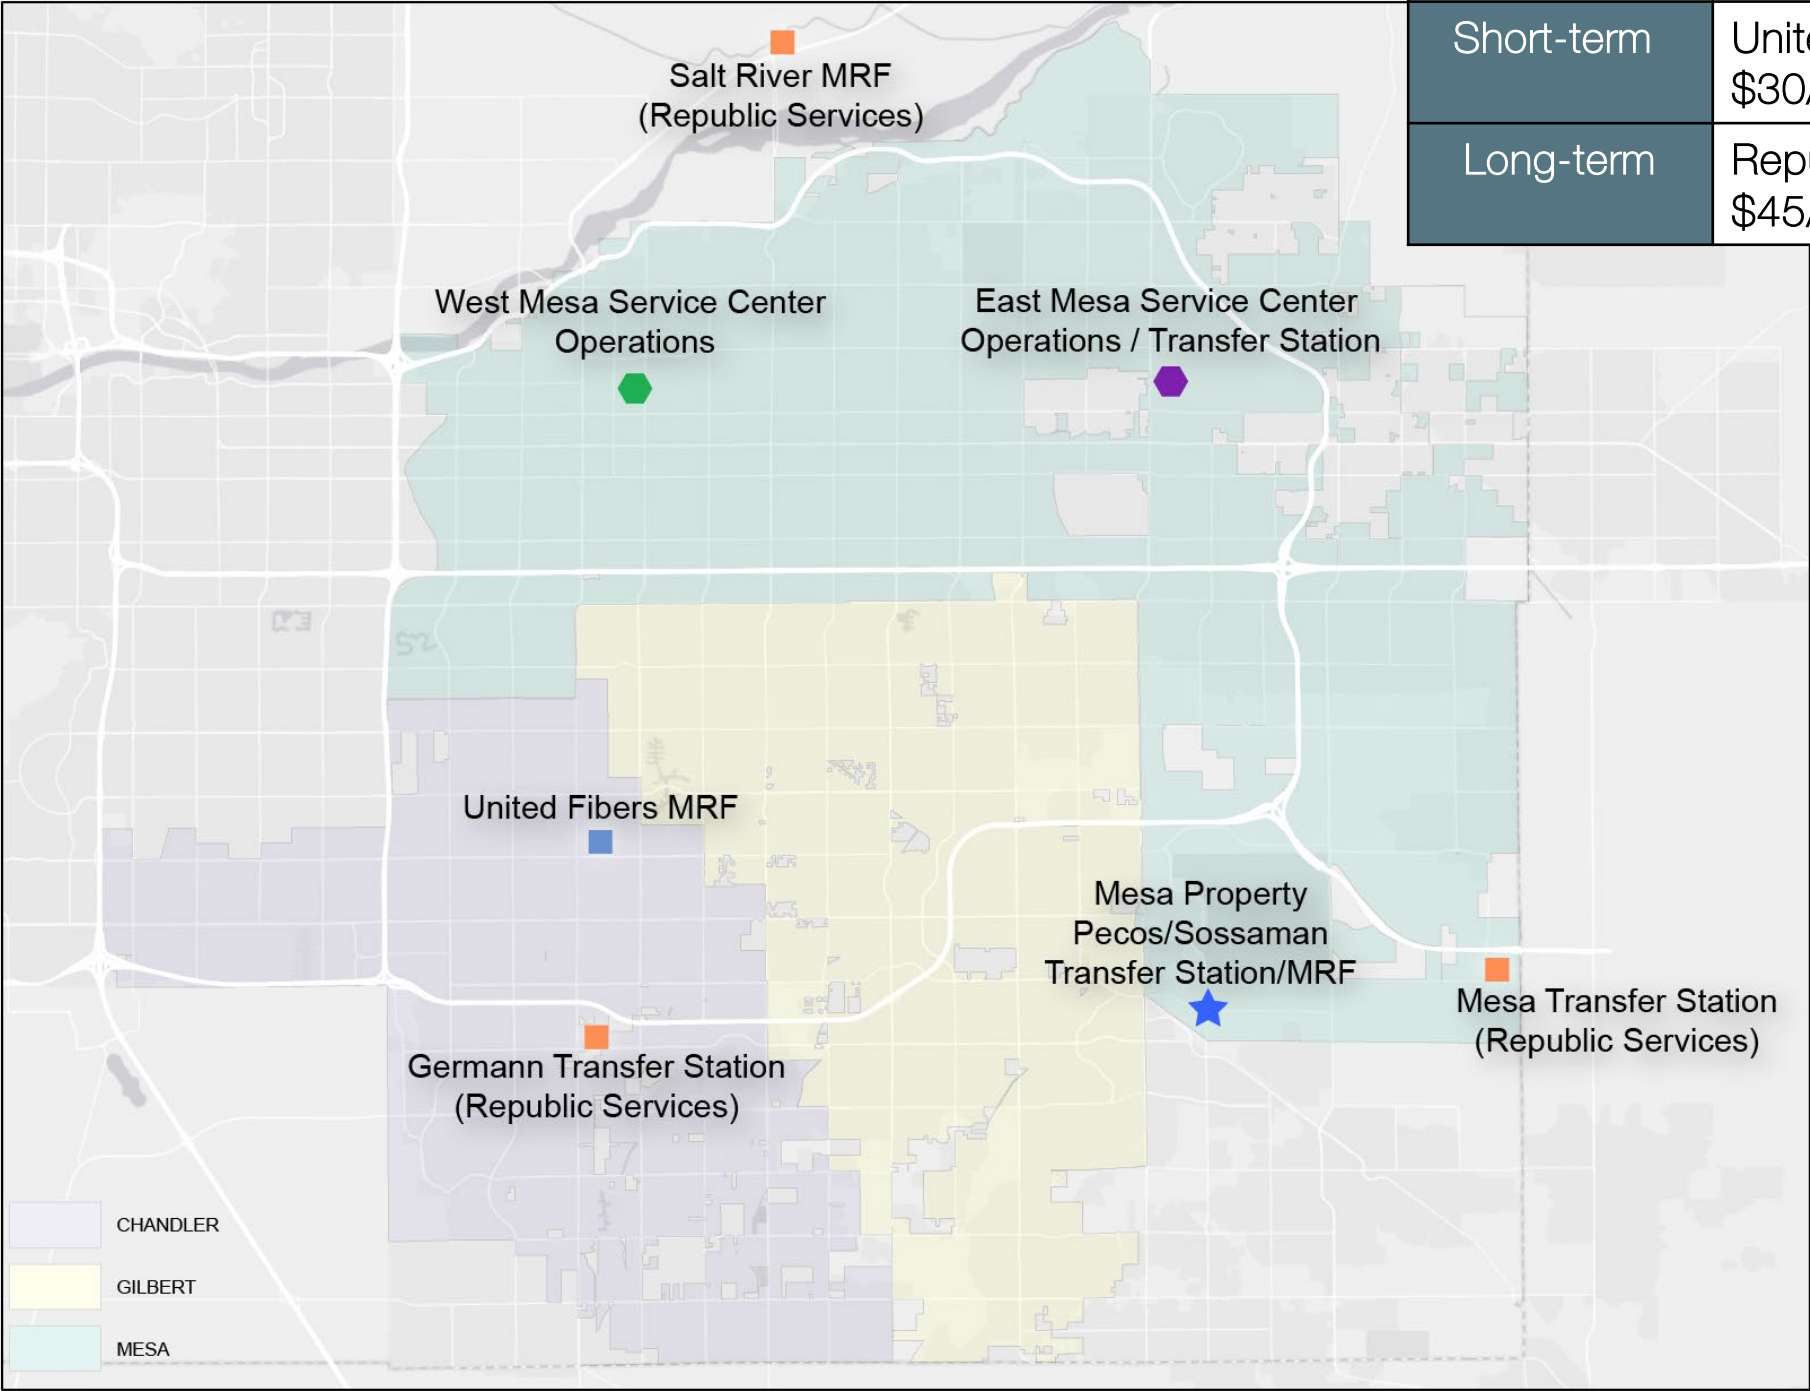 Short-term
$30/
Long-term
$45/
Salt River MRF
(Republic Services)
West Mesa Service Center
Operations
East Mesa Service Center
Operations / Transfer Station
United Fibers MRF
Mesa Property
Pecos/Sossaman
Transfer Station/MRF
Mesa Transfer Station
(Republic Services)
Germann Transfer Station
(Republic Services)
CHANDLER
GILBERT
MESA